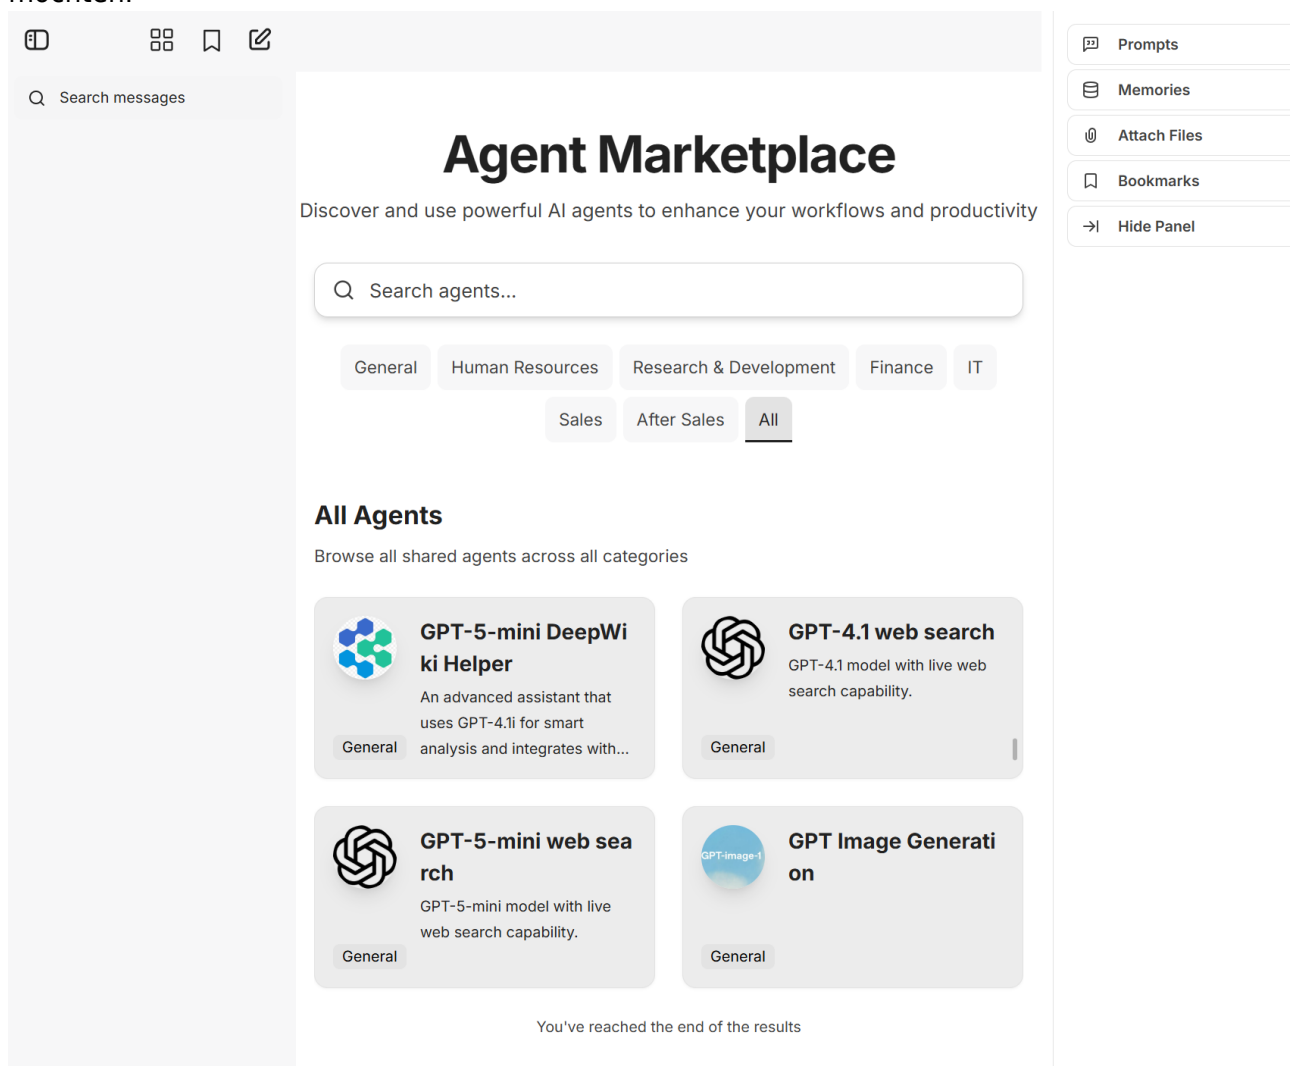 Search messages
Agent Marketplace
Discover and use powerful AI agents to enhance your workflows and productivity
Search agents...
General
Human Resources
Research & Development
Finance
IT
Sales
After Sales
All
All Agents
Browse all shared agents across all categories
GPT-5-mini DeepWi
ki Helper
An advanced assistant that
uses GPT-4.1i for smart
analysis and integrates with...
General
GPT-4.1 web search
GPT-4.1 model with live web
search capability.
General
GPT-5-mini web sea
rch
GPT-5-mini model with live
web search capability.
General
GPT-image-1
GPT Image Generati
on
General
You've reached the end of the results
Prompts
Memories
Attach Files
Bookmarks
Hide Panel